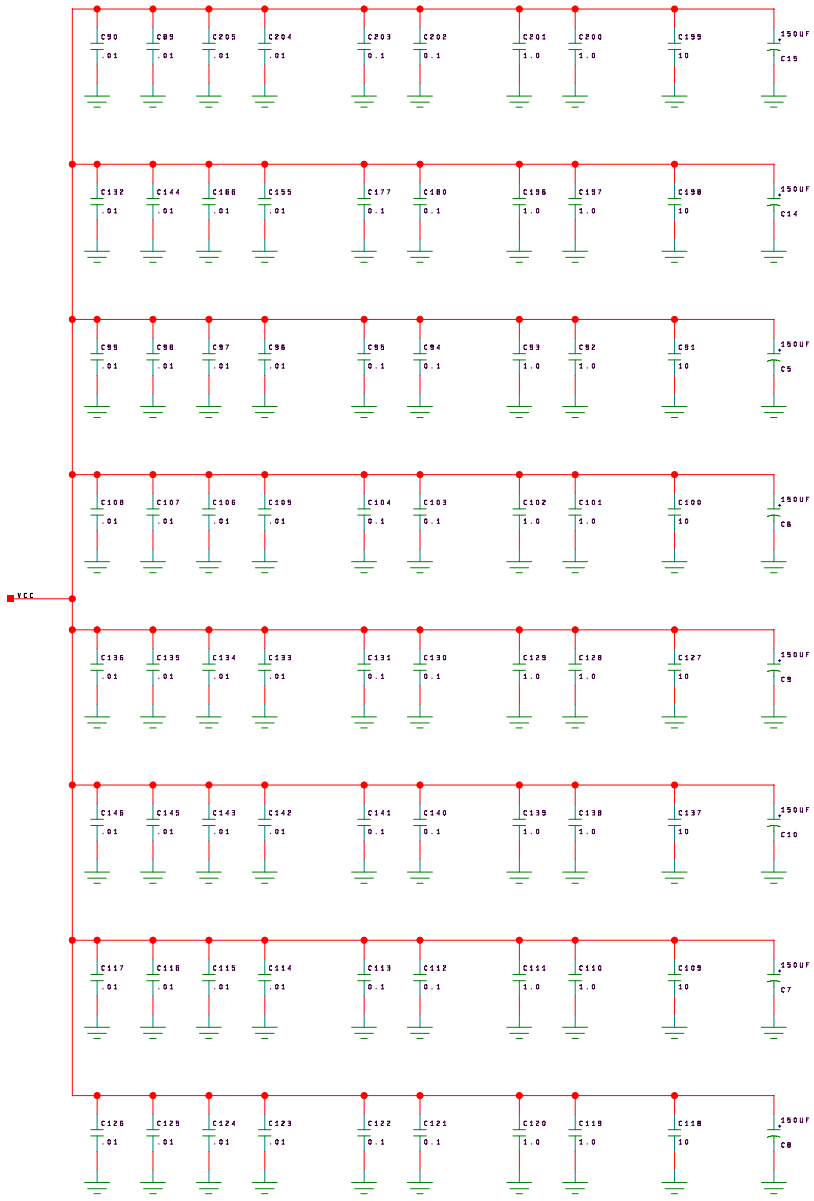 C90 C89 C205 C204 C203 C202 C201 C200 C199 150UF
.01 .01 .01 .01 0.1 0.1 1.0 1.0 10 C15
C132 C144 C166 C155 C177 C180 C196 C197 C198 150UF
.01 .01 .01 .01 0.1 0.1 1.0 1.0 10 C14
C99 C98 C97 C96 C95 C94 C93 C92 C91 150UF
.01 .01 .01 .01 0.1 0.1 1.0 1.0 10 C5
C108 C107 C106 C105 C104 C103 C102 C101 C100 150UF
.01 .01 .01 .01 0.1 0.1 1.0 1.0 10 C6
VCC
C136 C135 C134 C133 C131 C130 C129 C128 C127 150UF
.01 .01 .01 .01 0.1 0.1 1.0 1.0 10 C9
C146 C145 C143 C142 C141 C140 C139 C138 C137 150UF
.01 .01 .01 .01 0.1 0.1 1.0 1.0 10 C10
C117 C116 C115 C114 C113 C112 C111 C110 C109 150UF
.01 .01 .01 .01 0.1 0.1 1.0 1.0 10 C7
C126 C125 C124 C123 C122 C121 C120 C119 C118 150UF
.01 .01 .01 .01 0.1 0.1 1.0 1.0 10 C8